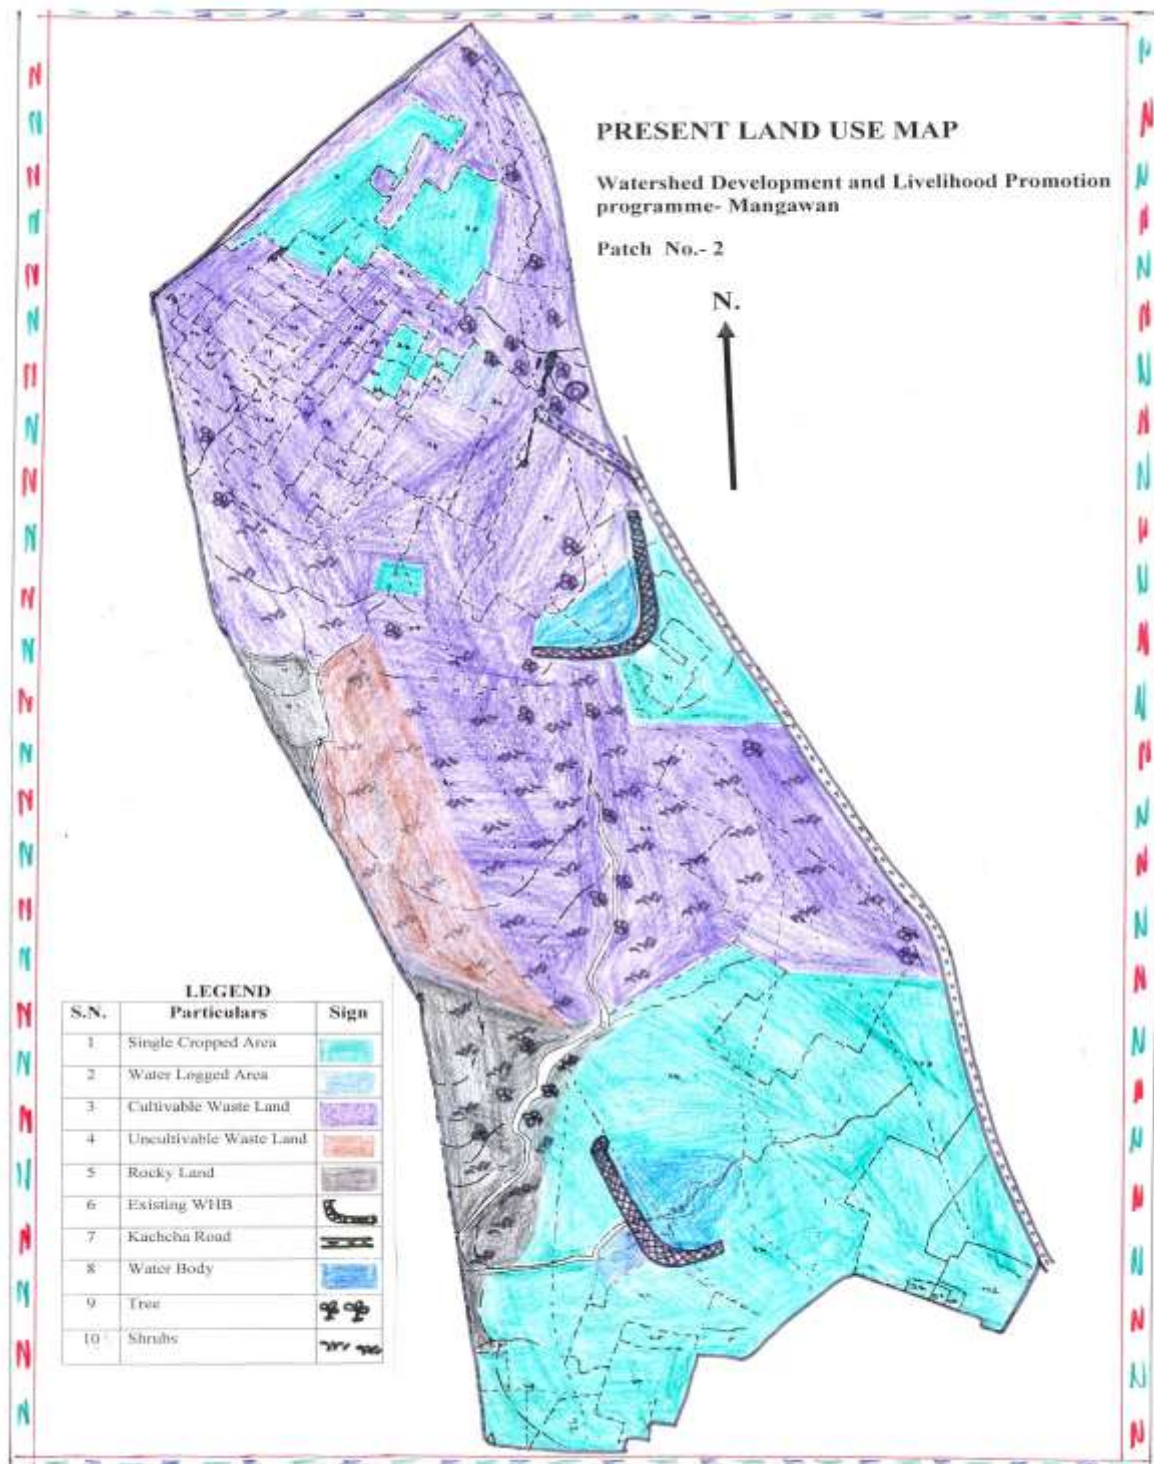 PRESENT LAND USE MAP
Watershed Development and Livelihood Promotion
programme- Mangawan
Patch No.- 2
N.
LEGEND
S.N. Particulars Sign
1 Single Cropped Area
2 Water Logged Area
3 Cultivable Waste Land
4 Uncultivable Waste Land
5 Rocky Land
6 Existing WHB
7 Kachcha Road
8 Water Body
9 Tree
10 Shrubs